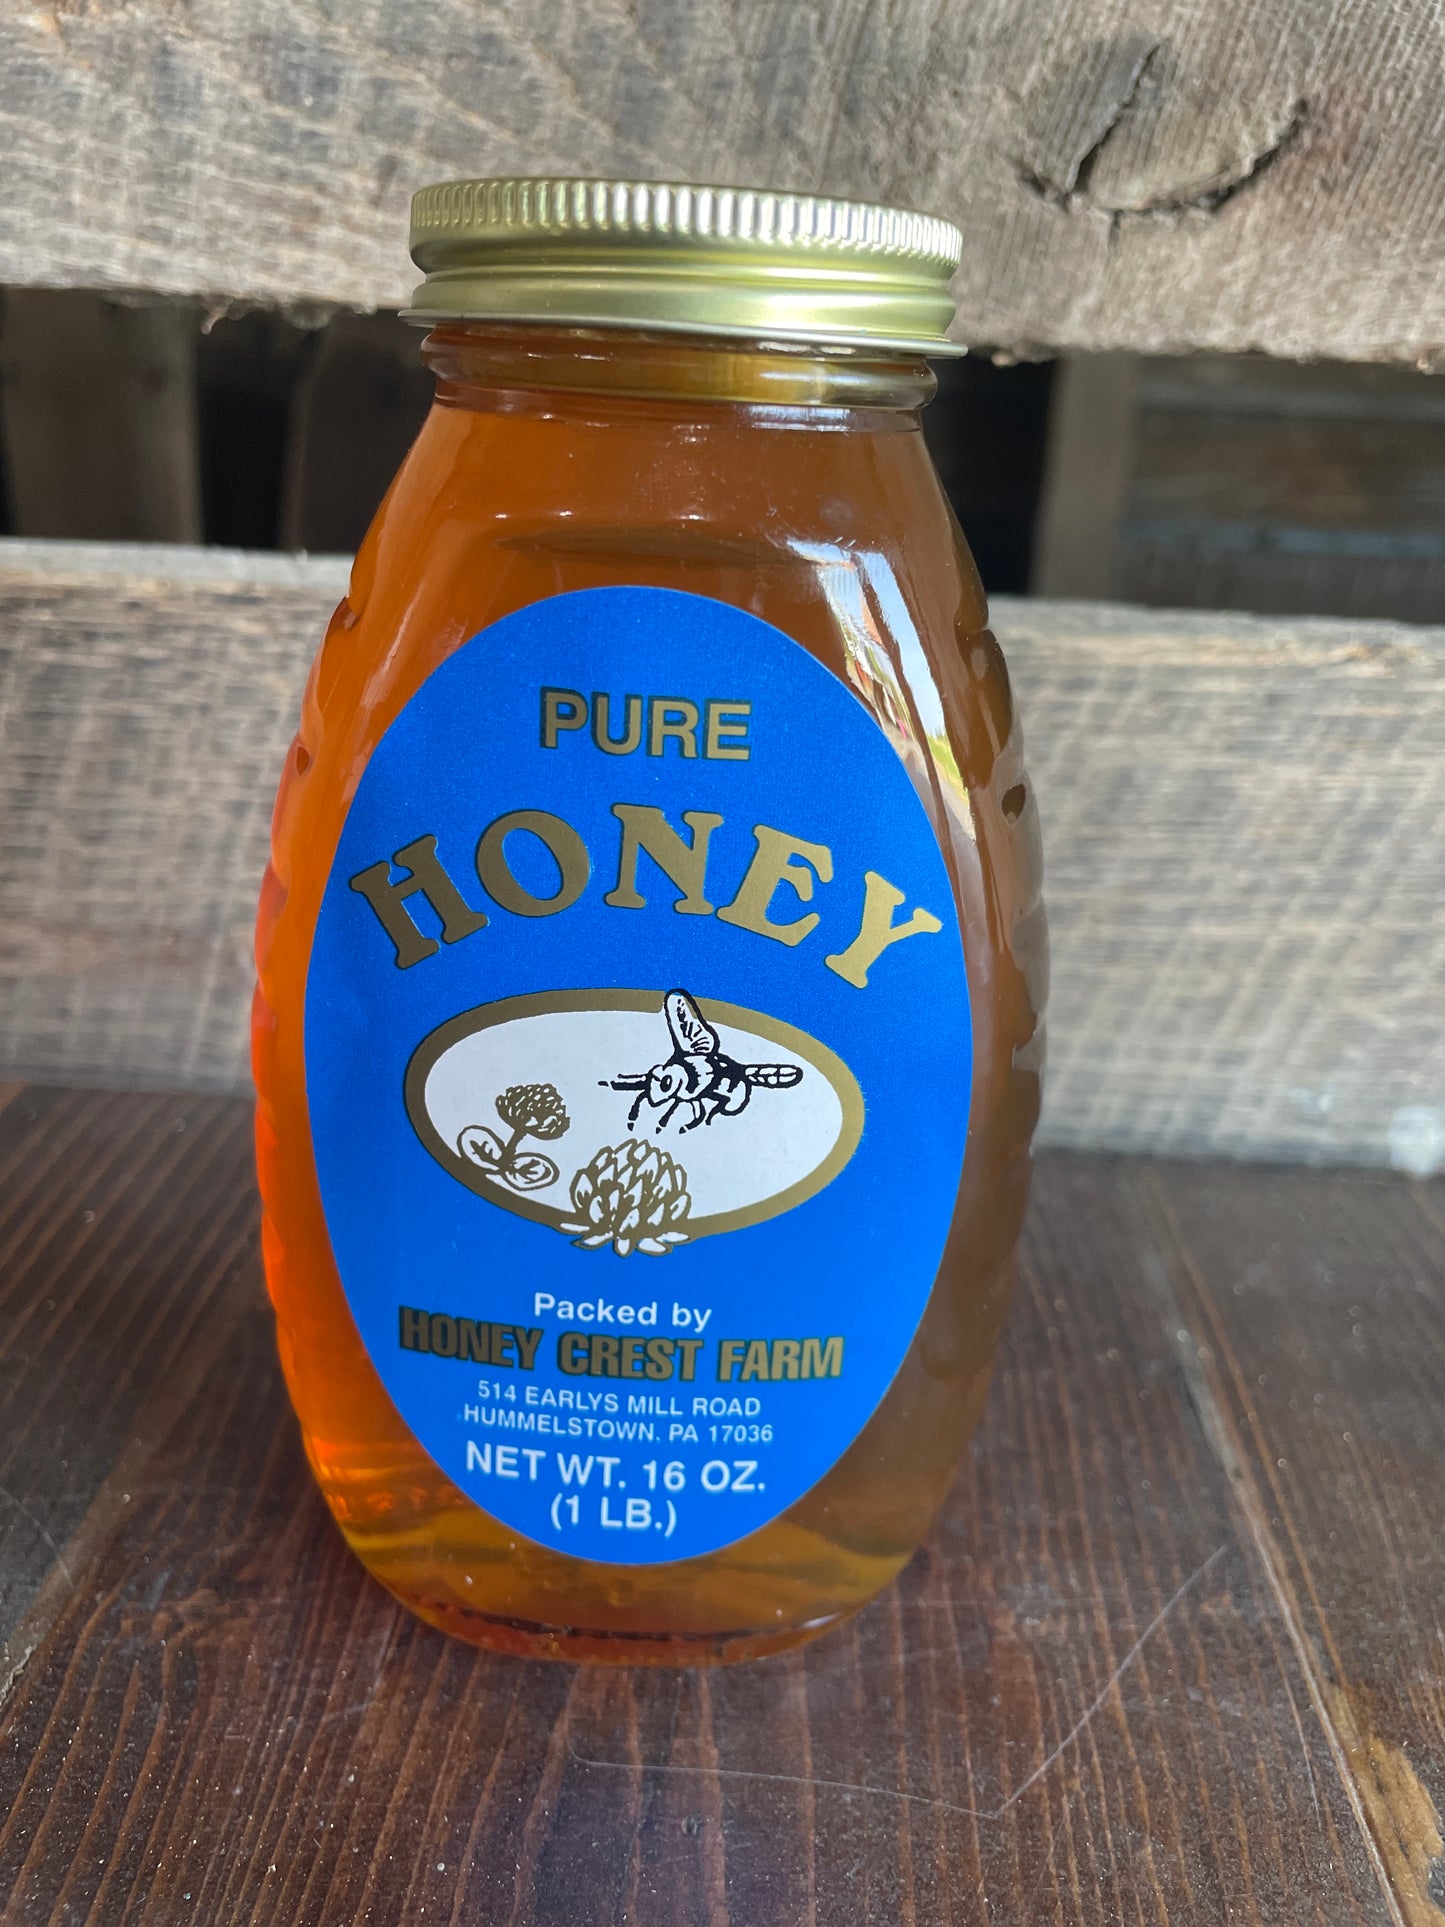 PURE
HONEY
Packed by
HONEY CREST FARM
514 EARLYS MILL ROAD
HUMMELSTOWN, PA 17036
NET WT. 16 OZ.
(1 LB.)